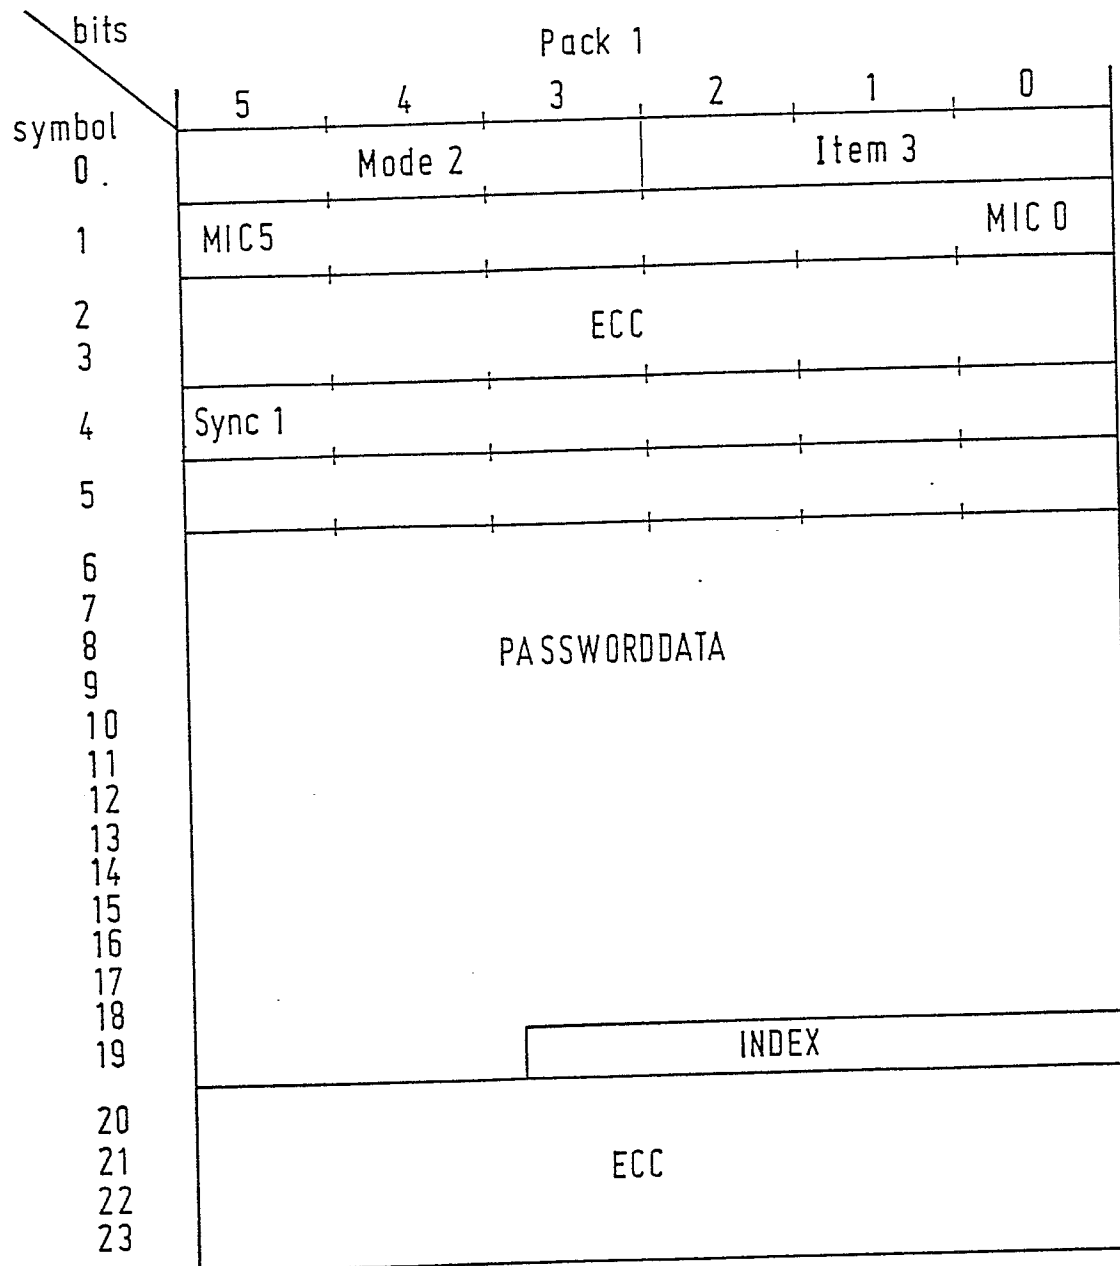 bits
Pack 1
5 4 3 2 1 0
symbol
0 . Mode 2 Item 3
1 MIC5 MIC 0
2
ECC
3
4 Sync 1
5
6
7
8 PASSWORDDATA
9
10
11
12
13
14
15
16
17
18
19 INDEX
20
21 ECC
22
23